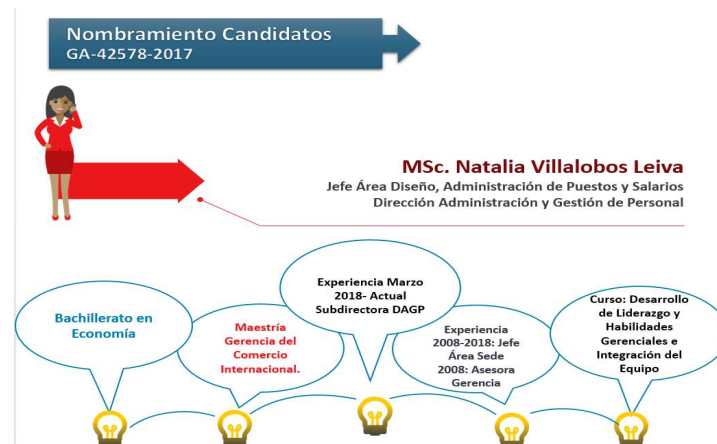 Nombramiento Candidatos
GA-42578-2017
MSc. Natalia Villalobos Leiva
Jefe Área Diseño, Administración de Puestos y Salarios
Dirección Administración y Gestión de Personal
Bachillerato en
Economía
Maestría
Gerencia del
Comercio
Internacional.
Experiencia Marzo
2018- Actual
Subdirectora DAGP
Experiencia
2008-2018: Jefe
Área Sede
2008: Asesora
Gerencia
Curso: Desarrollo
de Liderazgo y
Habilidades
Gerenciales e
Integración del
Equipo